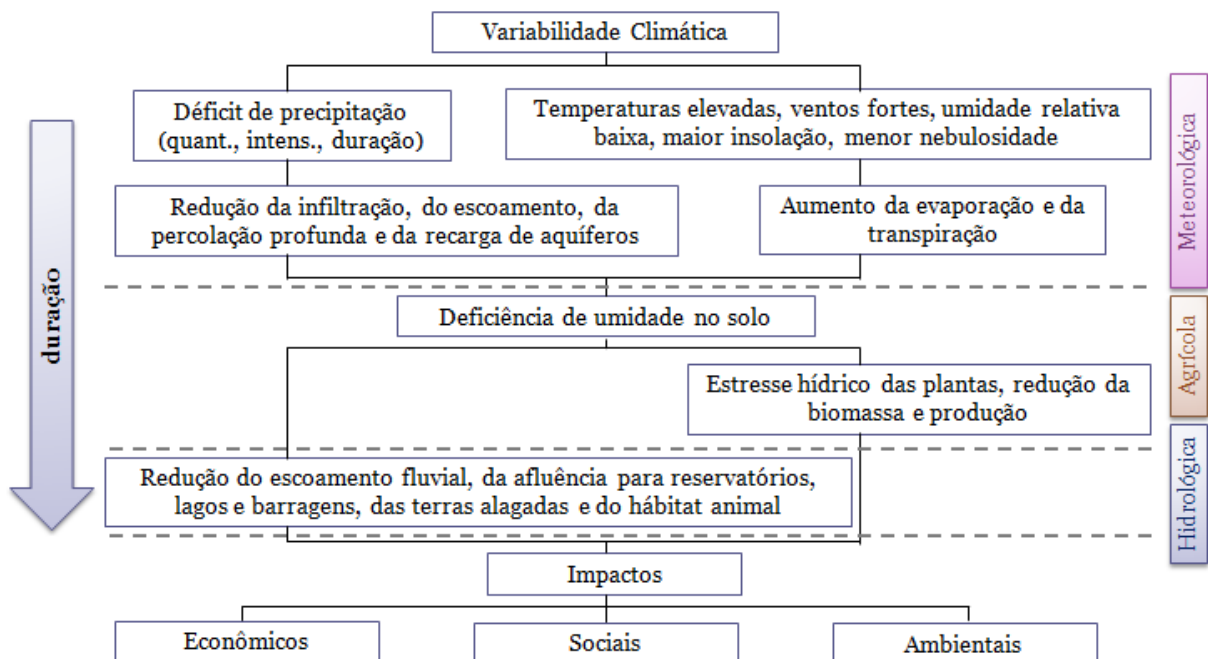 Variabilidade Climática
Déficit de precipitação
(quant., intens., duração)
Temperaturas elevadas, ventos fortes, umidade relativa
baixa, maior insolação, menor nebulosidade
Meteorológica
Redução da infiltração, do escoamento, da
percolação profunda e da recarga de aquíferos
Aumento da evaporação e da
transpiração
duração
Deficiência de umidade no solo
Agrícola
Estresse hídrico das plantas, redução da
biomassa e produção
Redução do escoamento fluvial, da afluência para reservatórios,
lagos e barragens, das terras alagadas e do hábitat animal
Hidrológica
Impactos
Econômicos
Sociais
Ambientais